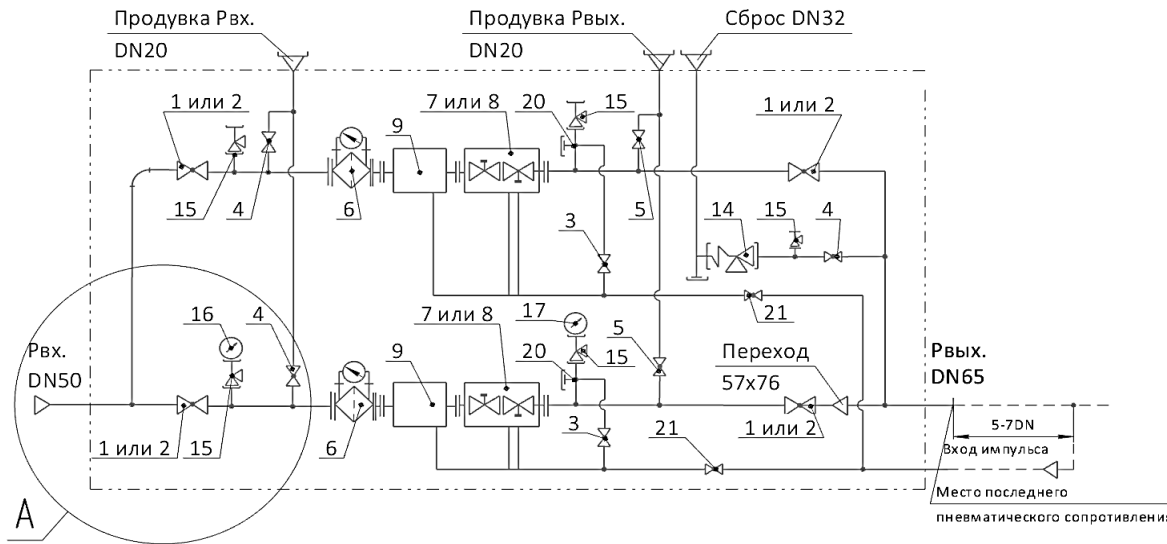 Продувка Рвх.
DN20
Продувка Рвых.
DN20
Сброс DN32
1 или 2
15
4
9
7 или 8
20
15
1 или 2
15
4
6
3
5
14
15
4
16
4
9
7 или 8
17
15
20
5
21
Переход
57х76
Рвх.
DN50
Рвых.
DN65
1 или 2
15
6
3
21
1 или 2
5-7DN
Вход импульса
Место последнего
пневматического сопротивления
А